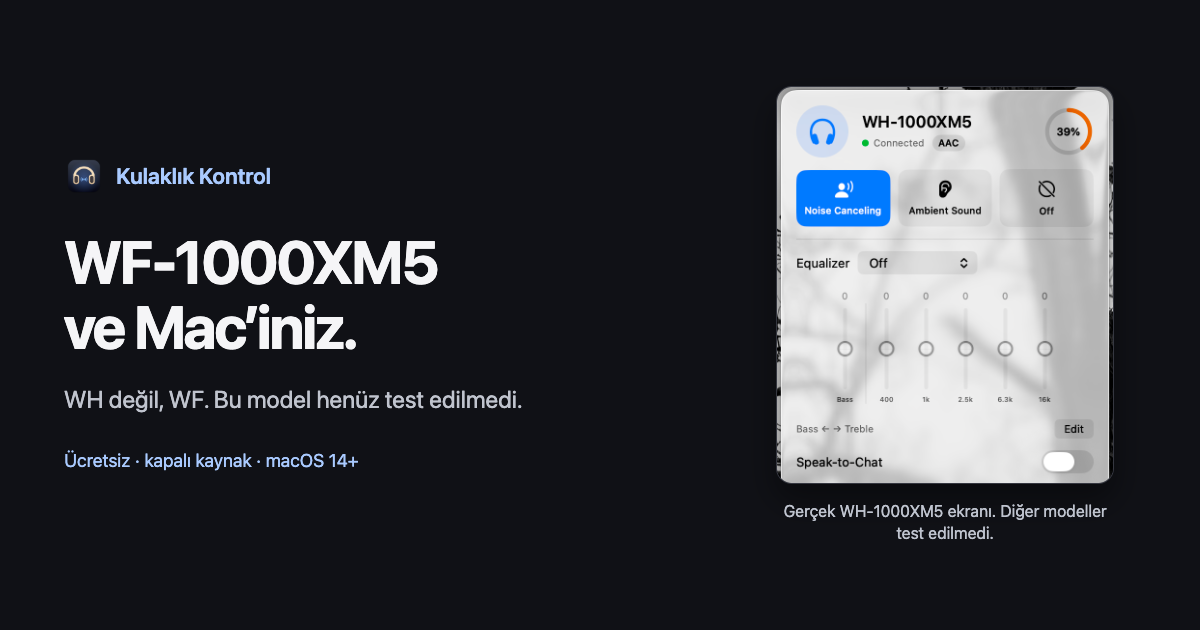 Kulaklık Kontrol
WF-1000XM5
ve Mac’iniz.
WH değil, WF. Bu model henüz test edilmedi.
Ücretsiz · kapalı kaynak · macOS 14+
WH-1000XM5
Connected AAC
39%
Noise Canceling
Ambient Sound
Off
Equalizer Off
0 0 0 0 0 0
Bass 400 1k 2.5k 6.3k 16k
Bass ← → Treble
Edit
Speak-to-Chat
Gerçek WH-1000XM5 ekranı. Diğer modeller
test edilmedi.